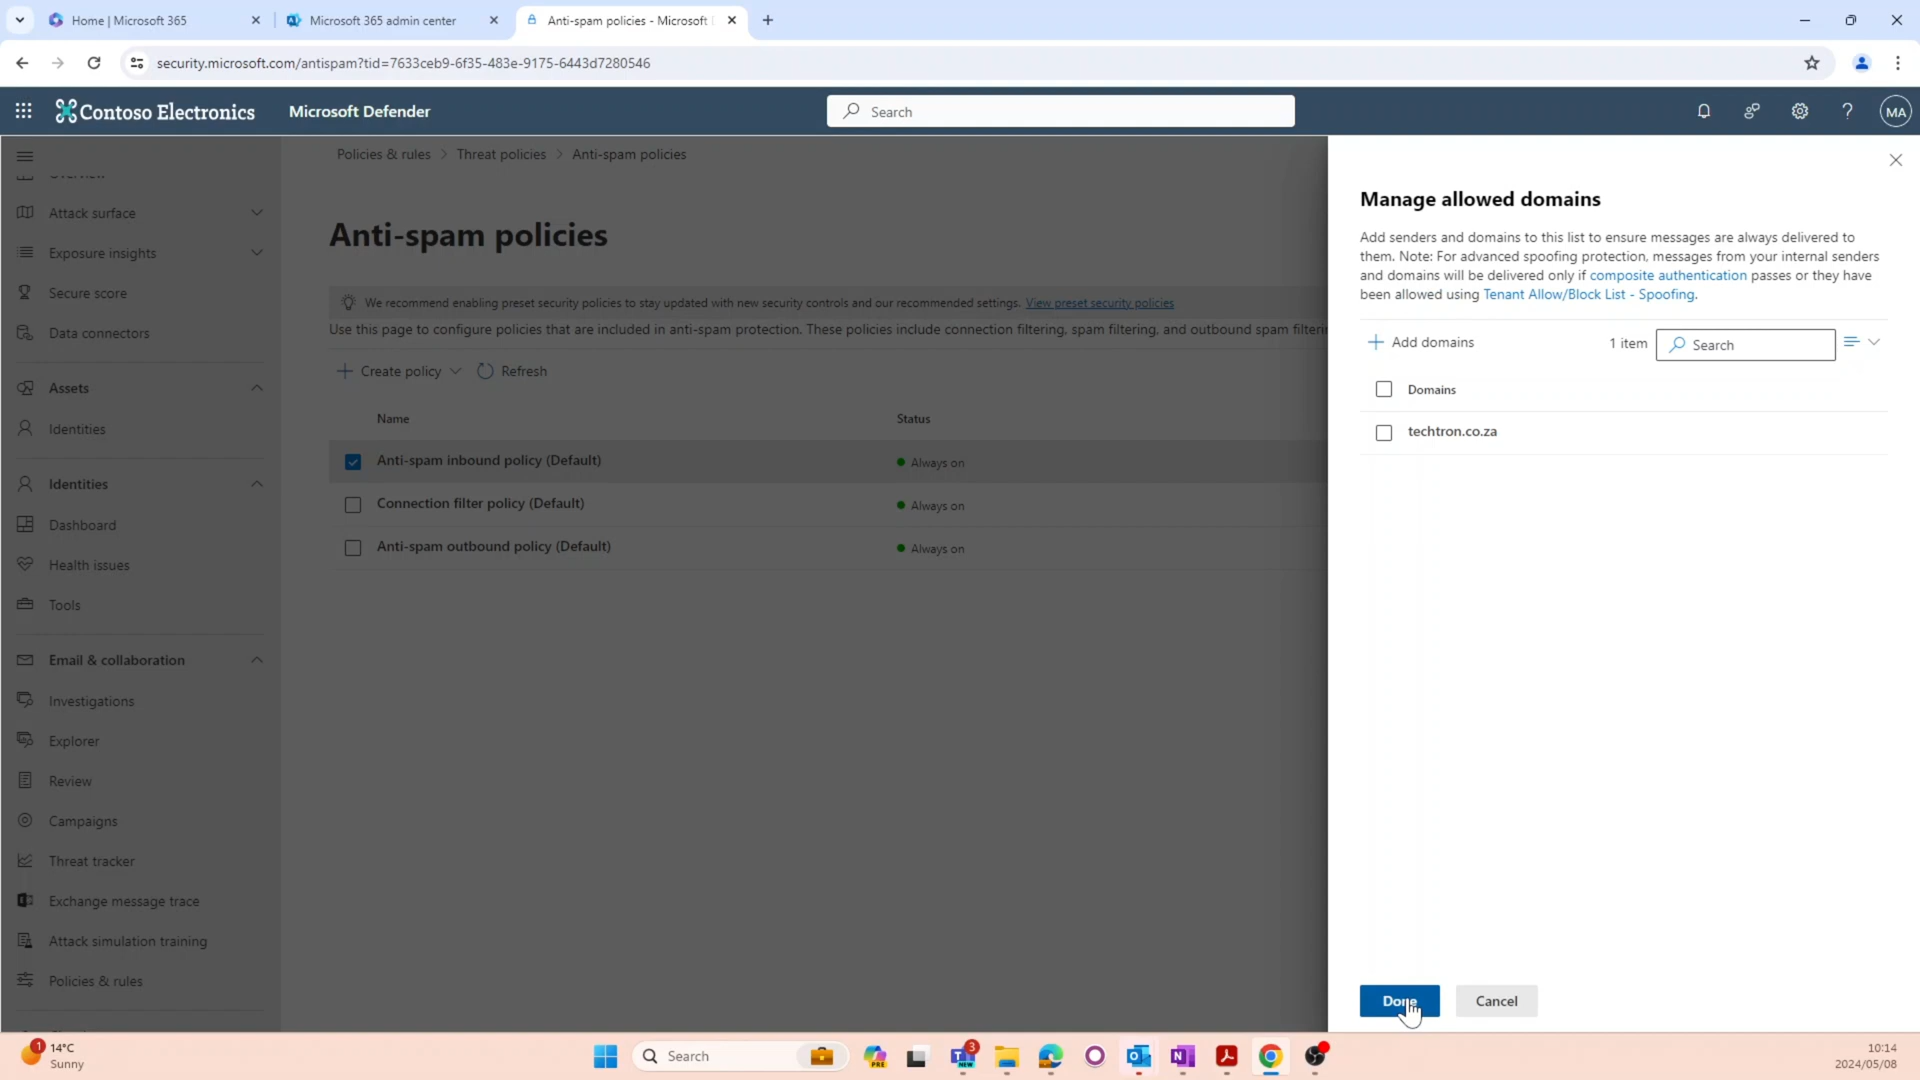 Home | Microsoft 365
Microsoft 365 admin center
Anti-spam policies - Microsoft
security.microsoft.com/antispam?tid=7633ceb9-6f35-483e-9175-6443d7280546
Contoso Electronics
Microsoft Defender
Search
MA
Overview
Attack surface
Exposure insights
Secure score
Data connectors
Assets
Identities
Identities
Dashboard
Health issues
Tools
Email & collaboration
Investigations
Explorer
Review
Campaigns
Threat tracker
Exchange message trace
Attack simulation training
Policies & rules
Policies & rules > Threat policies > Anti-spam policies
Anti-spam policies
We recommend enabling preset security policies to stay updated with new security controls and our recommended settings. View preset security policies
Use this page to configure policies that are included in anti-spam protection. These policies include connection filtering, spam filtering, and outbound spam filterin
Create policy
Refresh
Name Status
Anti-spam inbound policy (Default) Always on
Connection filter policy (Default) Always on
Anti-spam outbound policy (Default) Always on
Manage allowed domains
Add senders and domains to this list to ensure messages are always delivered to
them. Note: For advanced spoofing protection, messages from your internal senders
and domains will be delivered only if composite authentication passes or they have
been allowed using Tenant Allow/Block List - Spoofing.
Add domains
1 item
Search
Domains
techtron.co.za
Done
Cancel
1
14°C
Sunny
Search
PRE
3
NEW
10:14
2024/05/08